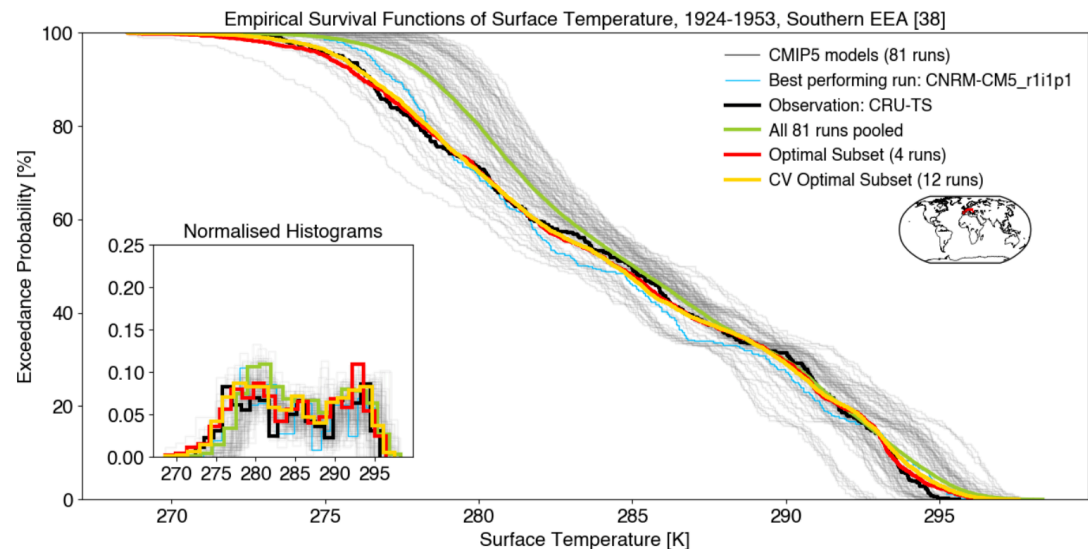 Empirical Survival Functions of Surface Temperature, 1924-1953, Southern EEA [38]
100
80
60
40
20
0
Exceedance Probability [%]
CMIP5 models (81 runs)
Best performing run: CNRM-CM5_r1i1p1
Observation: CRU-TS
All 81 runs pooled
Optimal Subset (4 runs)
CV Optimal Subset (12 runs)
Normalised Histograms
0.25
0.20
0.15
0.10
0.05
0.00
270 275 280 285 290 295
270 275 280 285 290 295
Surface Temperature [K]